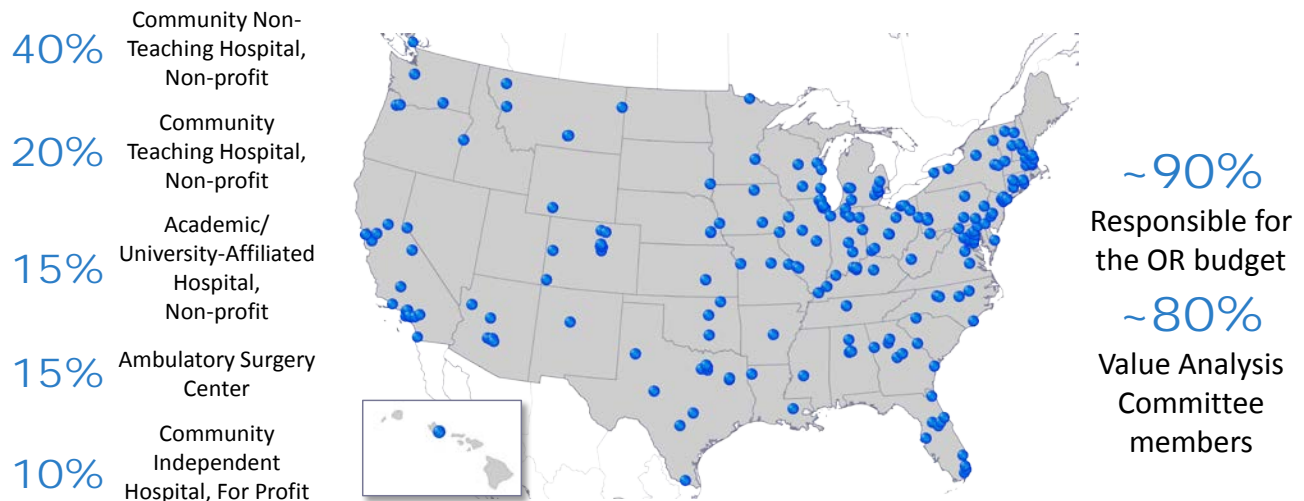 40%
Community Non-
Teaching Hospital,
Non-profit
20%
Community
Teaching Hospital,
Non-profit
15%
Academic/
University-Affiliated
Hospital,
Non-profit
15%
Ambulatory Surgery
Center
10%
Community
Independent
Hospital, For Profit
~90%
Responsible for
the OR budget
~80%
Value Analysis
Committee
members